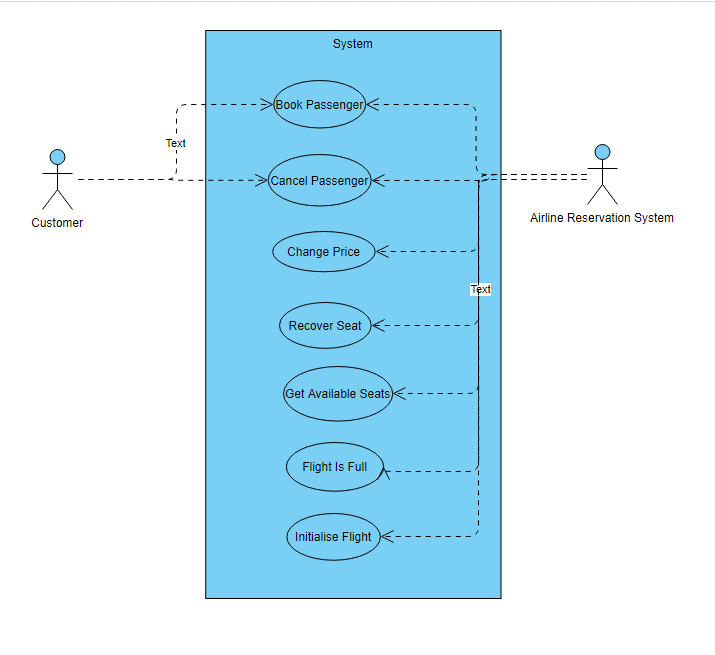 System
Book Passenger
Text
Cancel Passenger
Customer
Airline Reservation System
Change Price
Text
Recover Seat
Get Available Seats
Flight Is Full
Initialise Flight